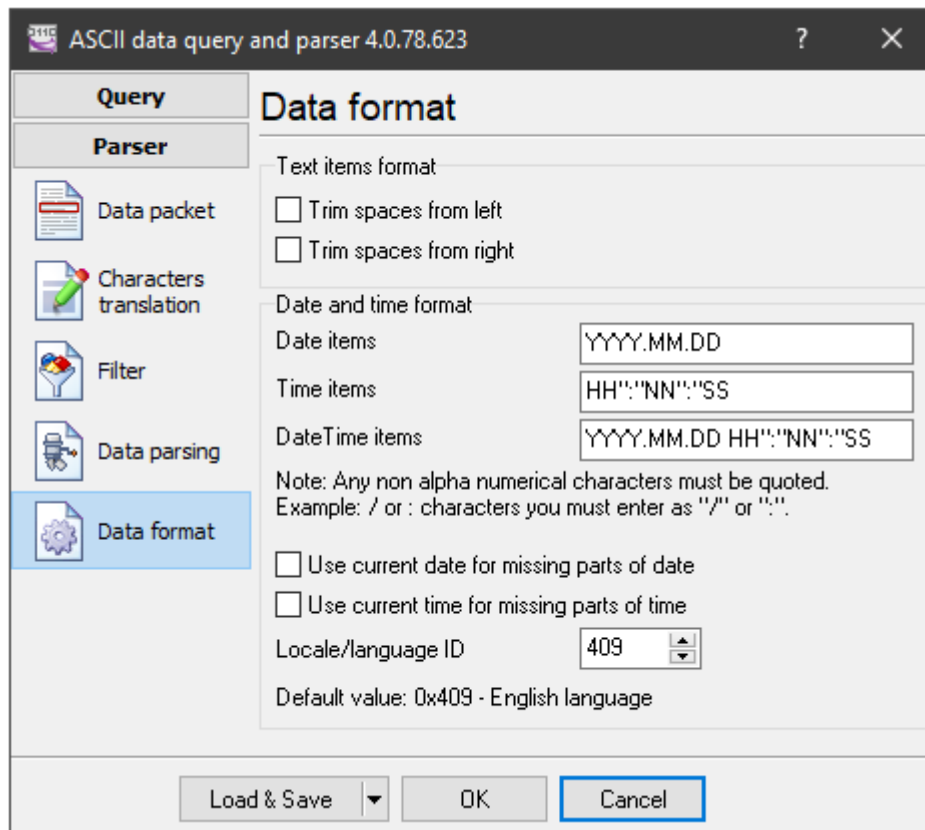 ASCII data query and parser 4.0.78.623
?
Query
Parser
Data packet
Characters
translation
Filter
Data parsing
Data format
Data format
Text items format
Trim spaces from left
Trim spaces from right
Date and time format
Date items
YYYY.MM.DD
Time items
HH":"NN":"SS
DateTime items
YYYY.MM.DD HH":"NN":"SS
Note: Any non alpha numerical characters must be quoted.
Example: / or : characters you must enter as "/" or ":".
Use current date for missing parts of date
Use current time for missing parts of time
Locale/language ID
409
Default value: 0x409 - English language
Load & Save
OK
Cancel